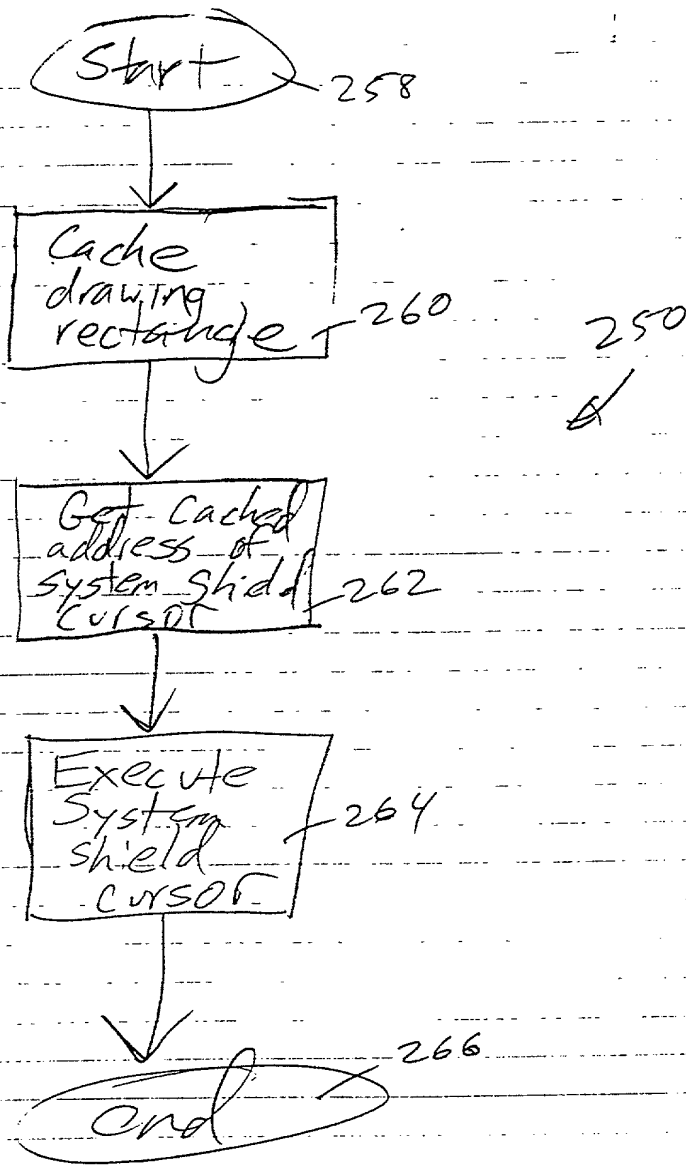 Start
258
Cache
drawing
rectangle
260
250
Get Cached
address of
system shield
cursor
262
Execute
System
shield
cursor
264
266
end